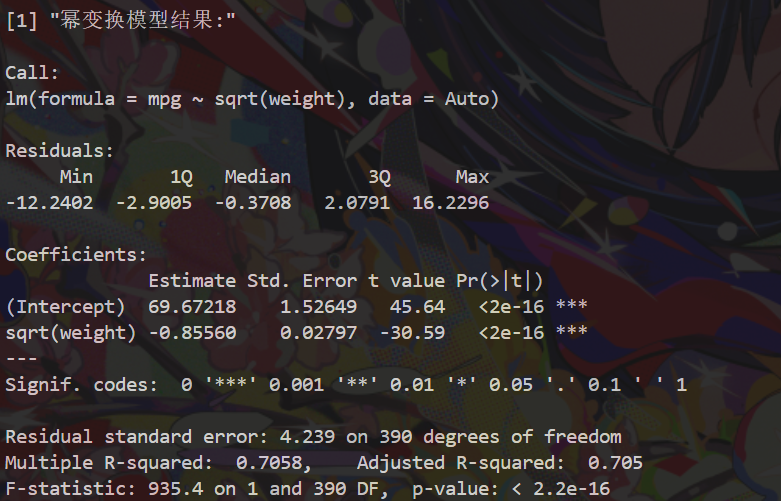 [1] "幂变换模型结果:"
Call:
lm(formula = mpg ~ sqrt(weight), data = Auto)
Residuals:
Min 1Q Median 3Q Max
-12.2402 -2.9005 -0.3708 2.0791 16.2296
Coefficients:
Estimate Std. Error t value Pr(>|t|)
(Intercept) 69.67218 1.52649 45.64 <2e-16 ***
sqrt(weight) -0.85560 0.02797 -30.59 <2e-16 ***
---
Signif. codes: 0 '***' 0.001 '**' 0.01 '*' 0.05 '.' 0.1 ' ' 1
Residual standard error: 4.239 on 390 degrees of freedom
Multiple R-squared: 0.7058, Adjusted R-squared: 0.705
F-statistic: 935.4 on 1 and 390 DF, p-value: < 2.2e-16